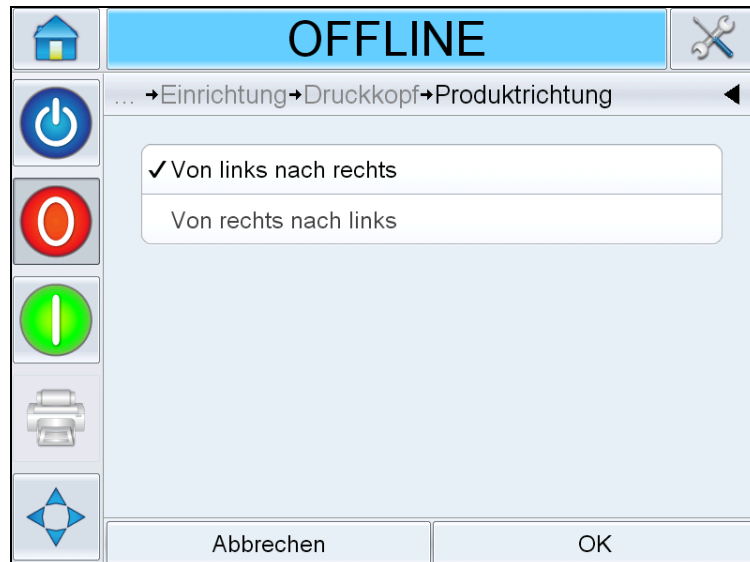 OFFLINE
... →Einrichtung→Druckkopf→Produktrichtung
✓Von links nach rechts
Von rechts nach links
Abbrechen
OK